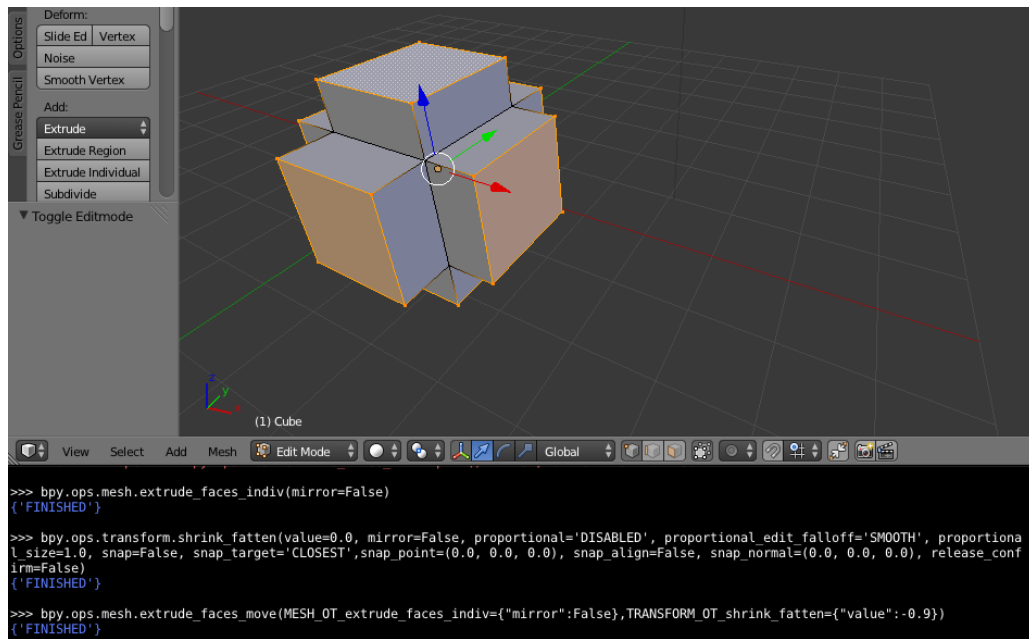 Options
Grease Pencil
Deform:
Slide Ed Vertex
Noise
Smooth Vertex
Add:
Extrude
Extrude Region
Extrude Individual
Subdivide
Toggle Editmode
z
y
x
(1) Cube
View Select Add Mesh Edit Mode Global
>>> bpy.ops.mesh.extrude_faces_indiv(mirror=False)
{'FINISHED'}
>>> bpy.ops.transform.shrink_fatten(value=0.0, mirror=False, proportional='DISABLED', proportional_edit_falloff='SMOOTH', proportiona
l_size=1.0, snap=False, snap_target='CLOSEST',snap_point=(0.0, 0.0, 0.0), snap_align=False, snap_normal=(0.0, 0.0, 0.0), release_conf
irm=False)
{'FINISHED'}
>>> bpy.ops.mesh.extrude_faces_move(MESH_OT_extrude_faces_indiv={"mirror":False},TRANSFORM_OT_shrink_fatten={"value":-0.9})
{'FINISHED'}